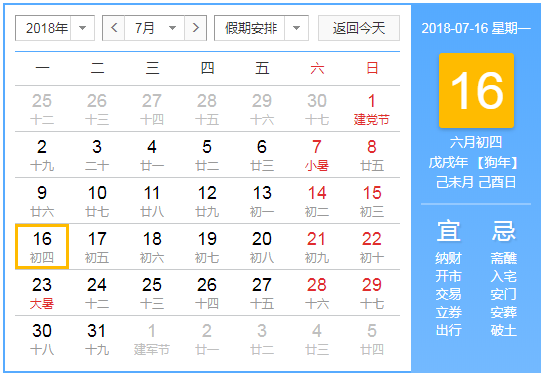 2018年 7月 假期安排 返回今天
一 二 三 四 五 六 日
25 26 27 28 29 30 1
十二 十三 十四 十五 十六 十七 建党节
2 3 4 5 6 7 8
十九 二十 廿一 廿二 廿三 小暑 廿五
9 10 11 12 13 14 15
廿六 廿七 廿八 廿九 初一 初二 初三
16 17 18 19 20 21 22
初四 初五 初六 初七 初八 初九 初十
23 24 25 26 27 28 29
大暑 十二 十三 十四 十五 十六 十七
30 31 1 2 3 4 5
十八 十九 建军节 廿一 廿二 廿三 廿四
2018-07-16 星期一
16
六月初四
戊戌年 【狗年】
己未月 己酉日
宜 忌
纳财 斋醮
开市 入宅
交易 安门
立券 安葬
出行 破土